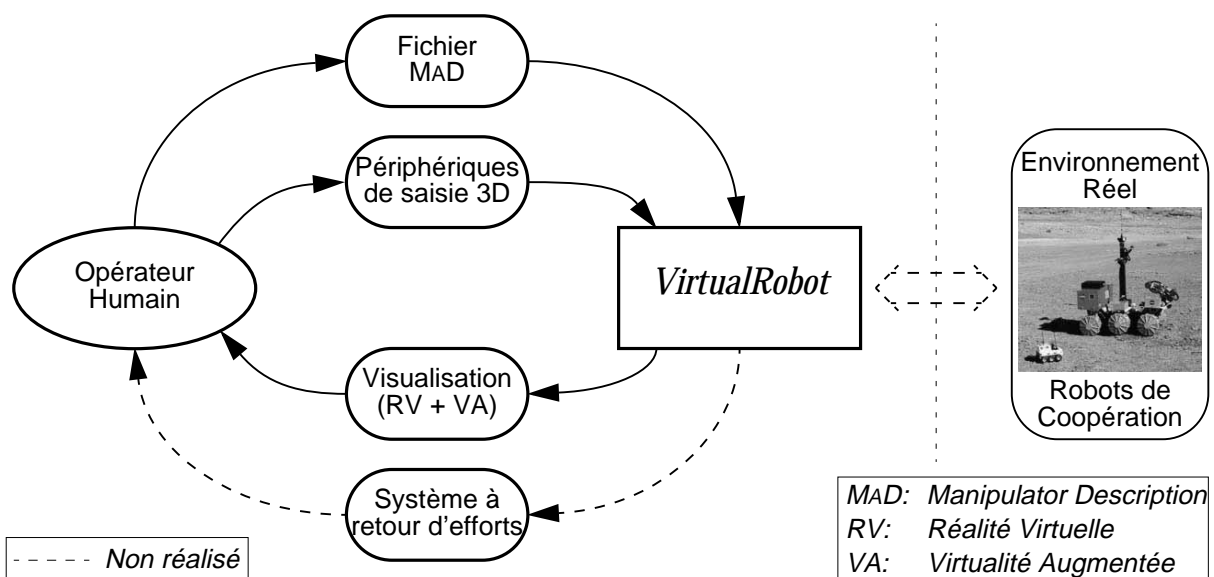 Fichier
MAD
Périphériques
de saisie 3D
Opérateur
Humain
VirtualRobot
Visualisation
(RV + VA)
Système à
retour d'efforts
Environnement
Réel
Robots de
Coopération
Non réalisé
MAD: Manipulator Description
RV: Réalité Virtuelle
VA: Virtualité Augmentée